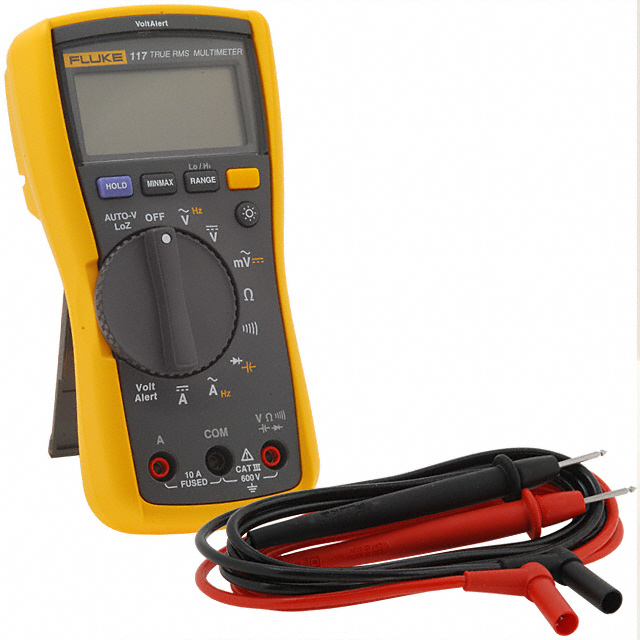 VoltAlert
FLUKE 117 TRUE RMS MULTIMETER
Lo / Hi
HOLD MINMAX RANGE
AUTO-V
LoZ
OFF
V Hz
V
mV
Ω
Volt
Alert
A
A Hz
A
COM
V Ω
10 A
FUSED
CAT III
600 V